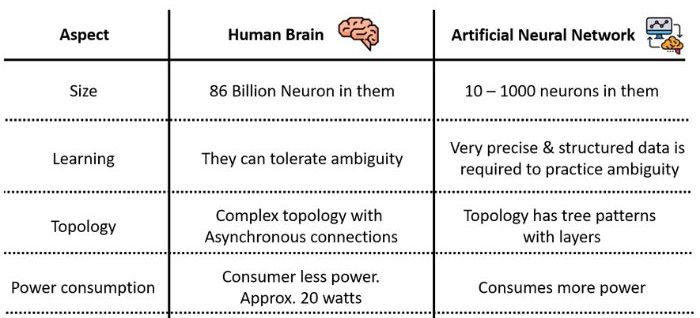 Aspect
Human Brain
Artificial Neural Network
Size
86 Billion Neuron in them
10 – 1000 neurons in them
Learning
They can tolerate ambiguity
Very precise & structured data is
required to practice ambiguity
Topology
Complex topology with
Asynchronous connections
Topology has tree patterns
with layers
Power consumption
Consumer less power.
Approx. 20 watts
Consumes more power